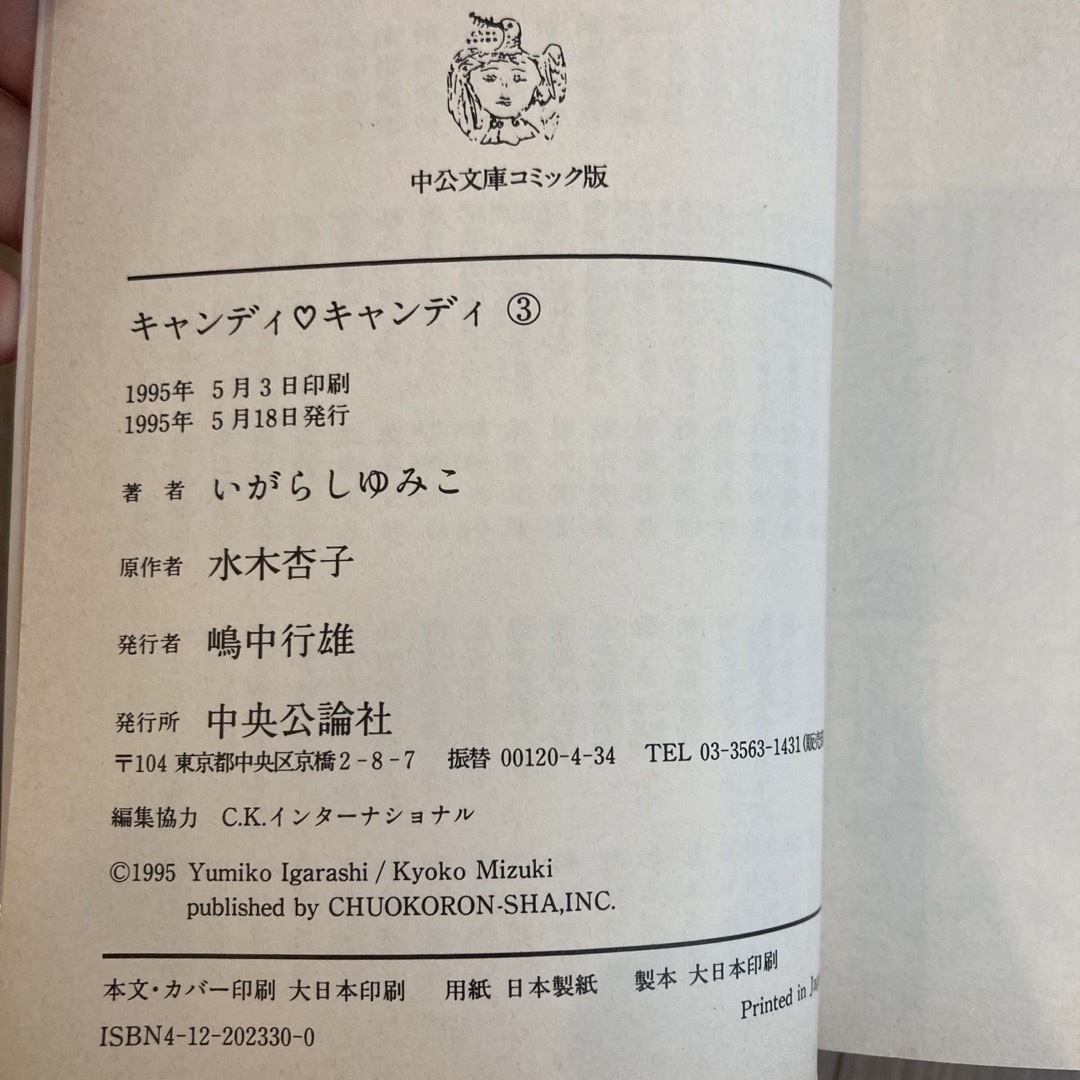 中公文庫コミック版
キャンディ♡キャンディ ③
1995年 5月3日印刷
1995年 5月18日発行
著 者 いがらしゆみこ
原作者 水木杏子
発行者 嶋中行雄
発行所 中央公論社
〒104 東京都中央区京橋2-8-7 振替 00120-4-34 TEL 03-3563-1431(販売
編集協力 C.K.インターナショナル
©1995 Yumiko Igarashi / Kyoko Mizuki
published by CHUOKORON-SHA,INC.
本文・カバー印刷 大日本印刷 用紙 日本製紙 製本 大日本印刷
Printed in
ISBN4-12-202330-0